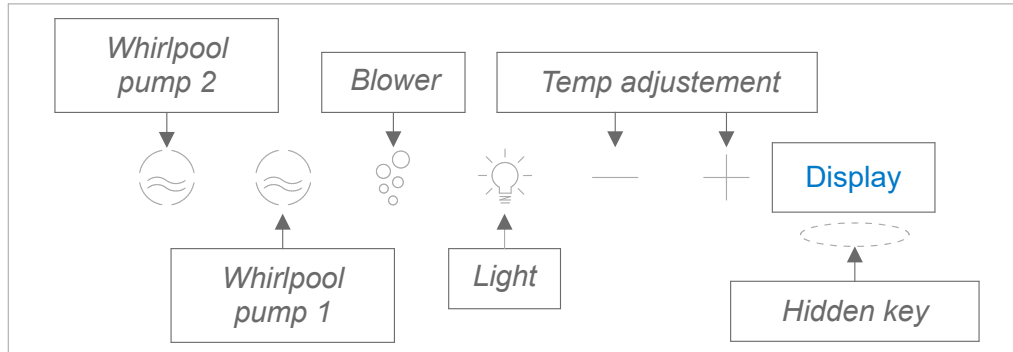 Whirlpool
pump 2
Blower
Temp adjustement
Display
Whirlpool
pump 1
Light
Hidden key